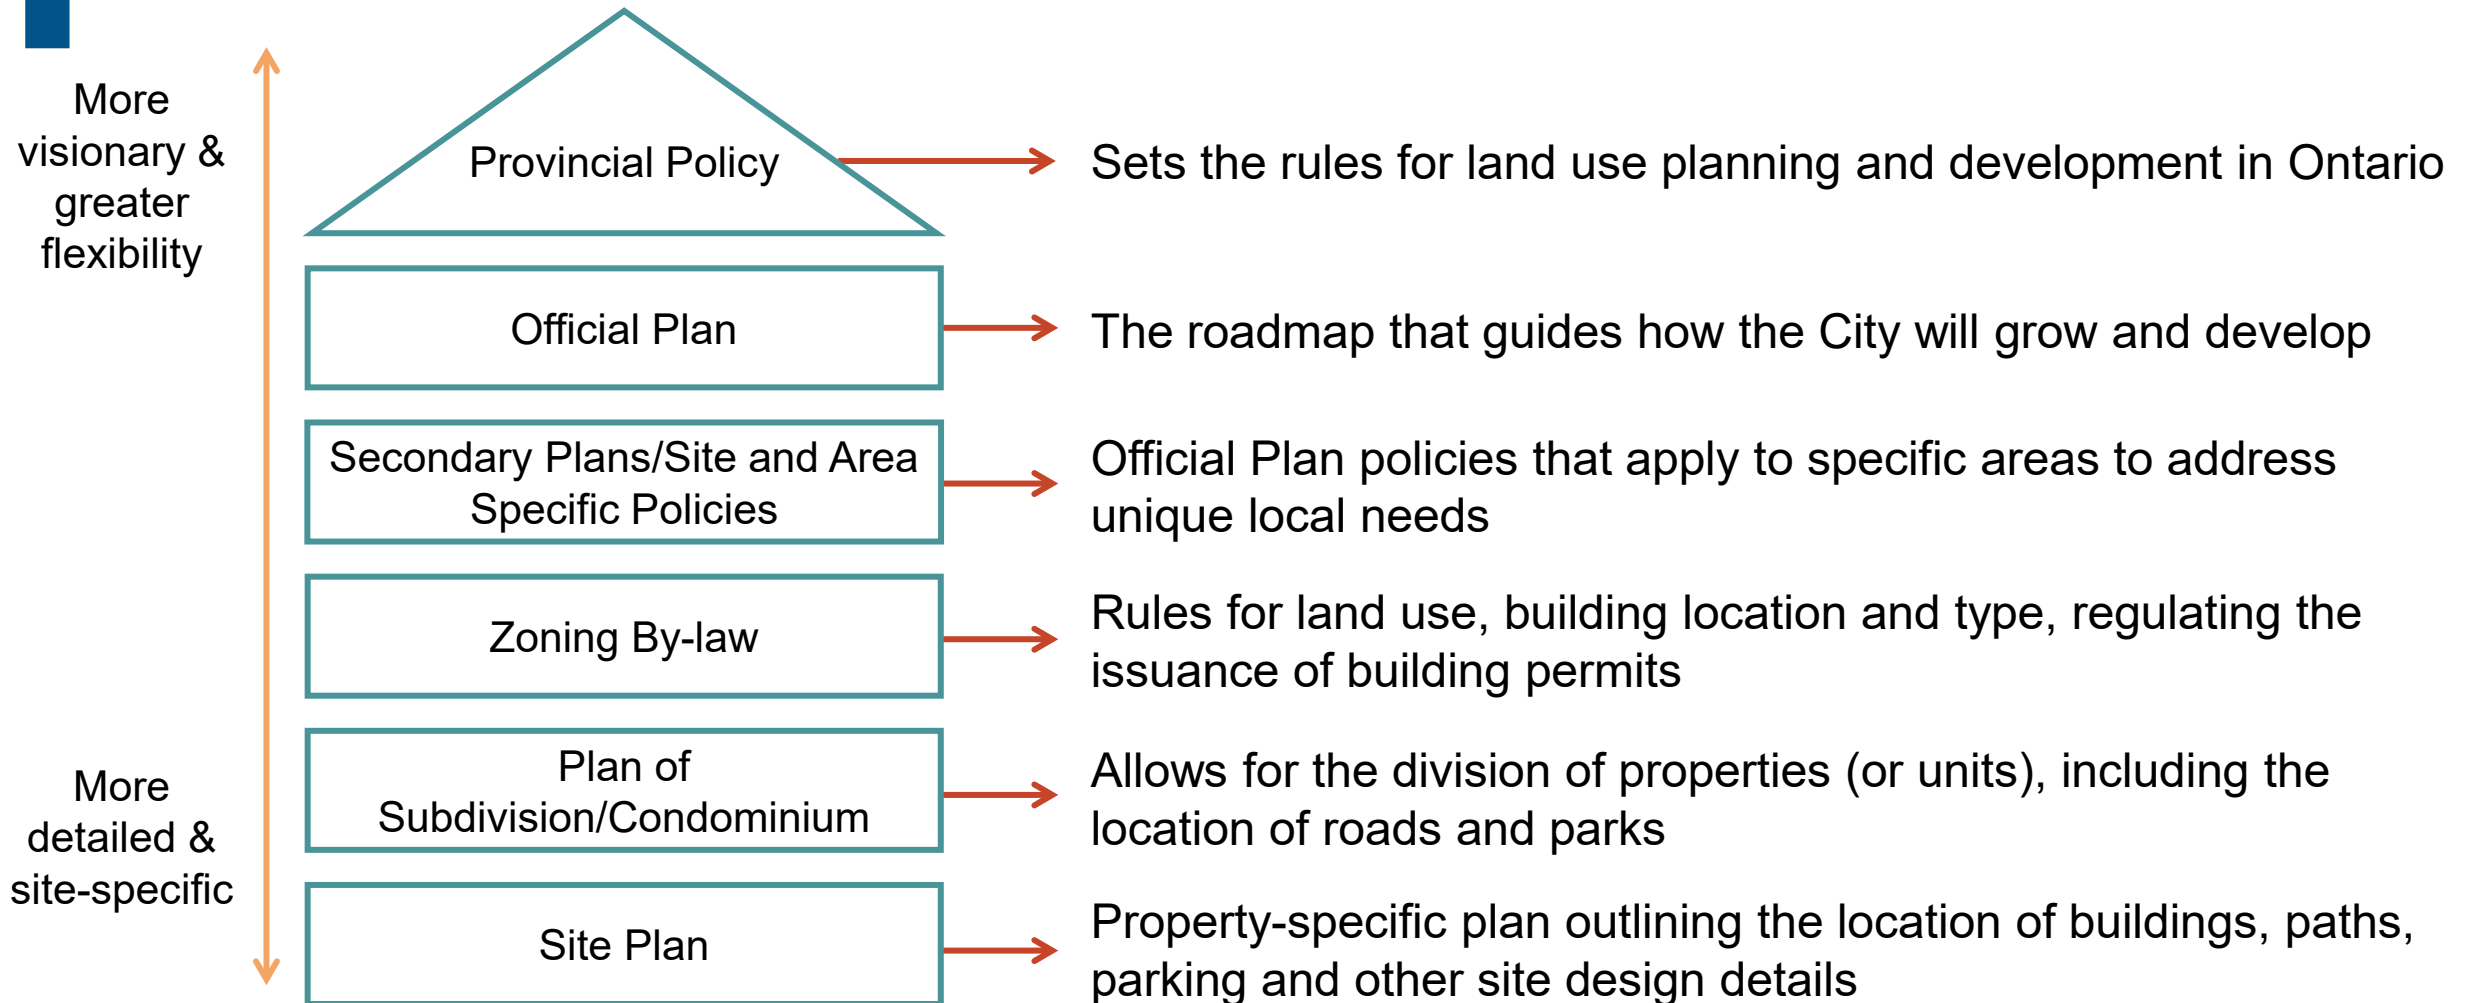 More
visionary &
greater
flexibility
Provincial Policy
Sets the rules for land use planning and development in Ontario
Official Plan
The roadmap that guides how the City will grow and develop
Secondary Plans/Site and Area
Specific Policies
Official Plan policies that apply to specific areas to address
unique local needs
Zoning By-law
Rules for land use, building location and type, regulating the
issuance of building permits
More
detailed &
site-specific
Plan of
Subdivision/Condominium
Allows for the division of properties (or units), including the
location of roads and parks
Site Plan
Property-specific plan outlining the location of buildings, paths,
parking and other site design details